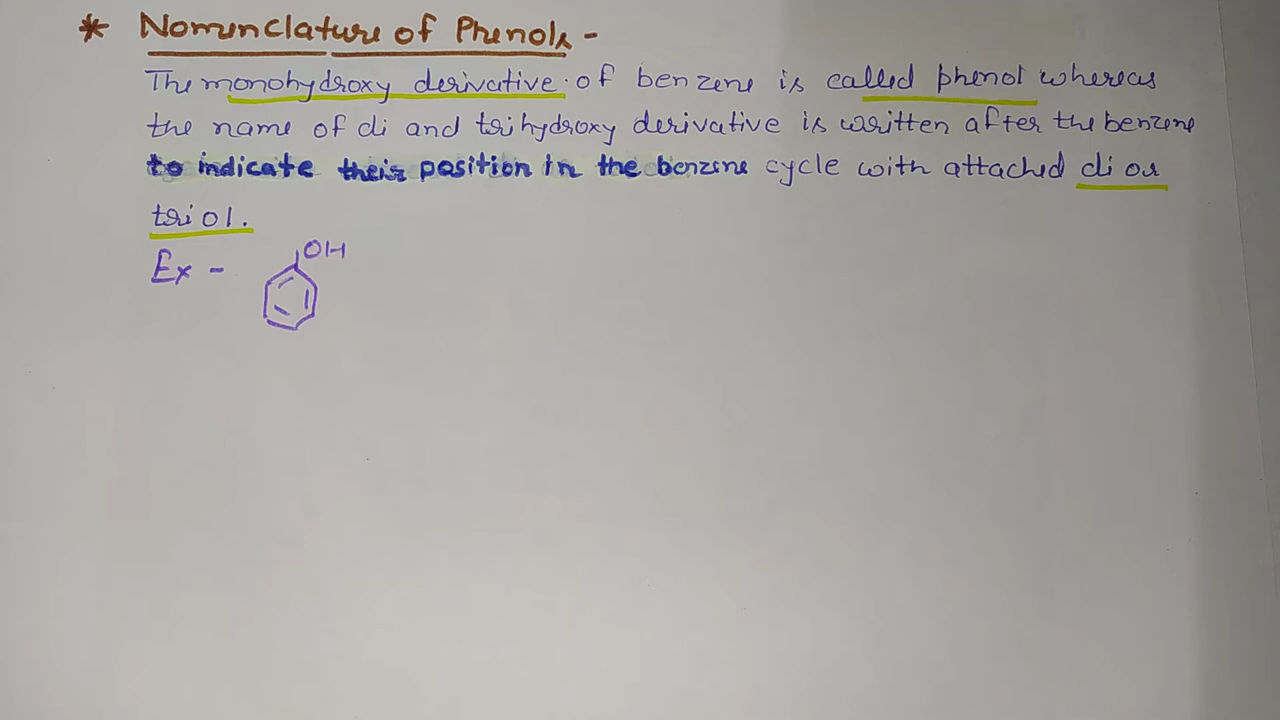 * Nomenclature of Phenols -
The monohydroxy derivative of benzene is called phenol whereas
the name of di and trihydroxy derivative is written after the benzene
to indicate their position in the benzene cycle with attached di or
triol.
Ex - OH